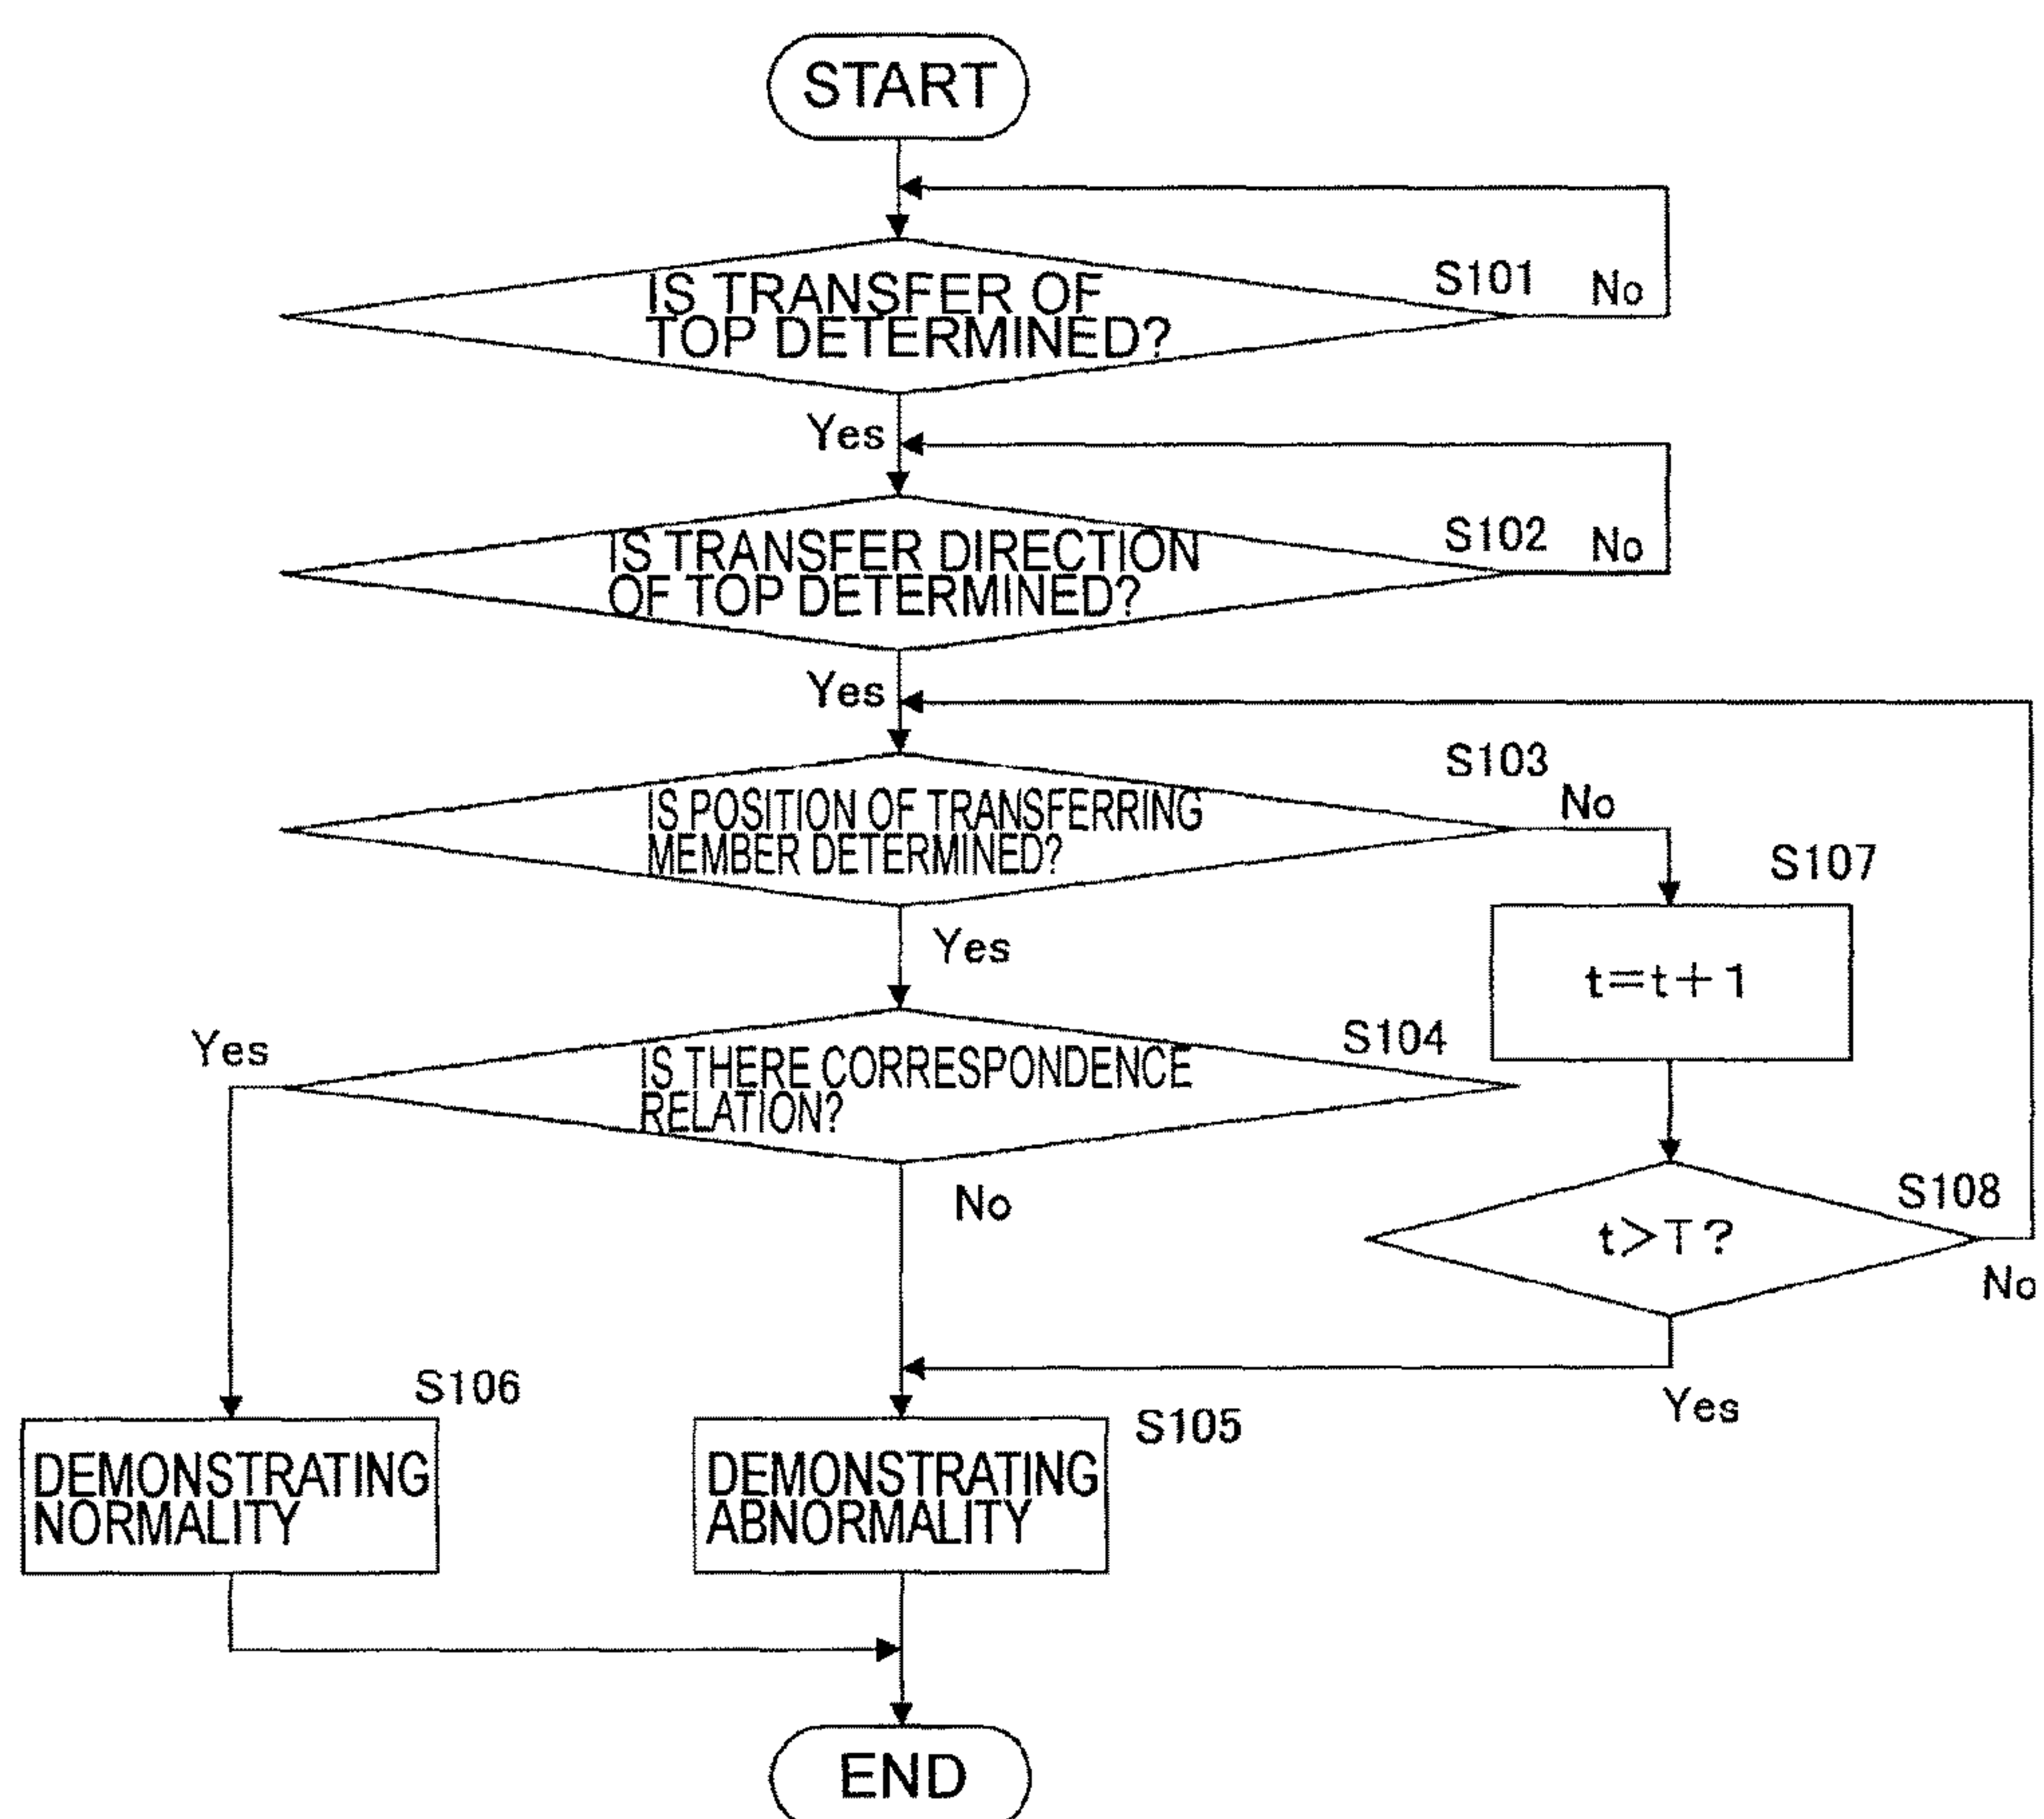 START
IS TRANSFER OF
TOP DETERMINED?
S101
No
Yes
IS TRANSFER DIRECTION
OF TOP DETERMINED?
S102
No
Yes
IS POSITION OF TRANSFERRING
MEMBER DETERMINED?
S103
No
S107
t=t+1
Yes
IS THERE CORRESPONDENCE
RELATION?
S104
Yes
No
S108
t>T?
No
Yes
S106
DEMONSTRATING
NORMALITY
S105
DEMONSTRATING
ABNORMALITY
END